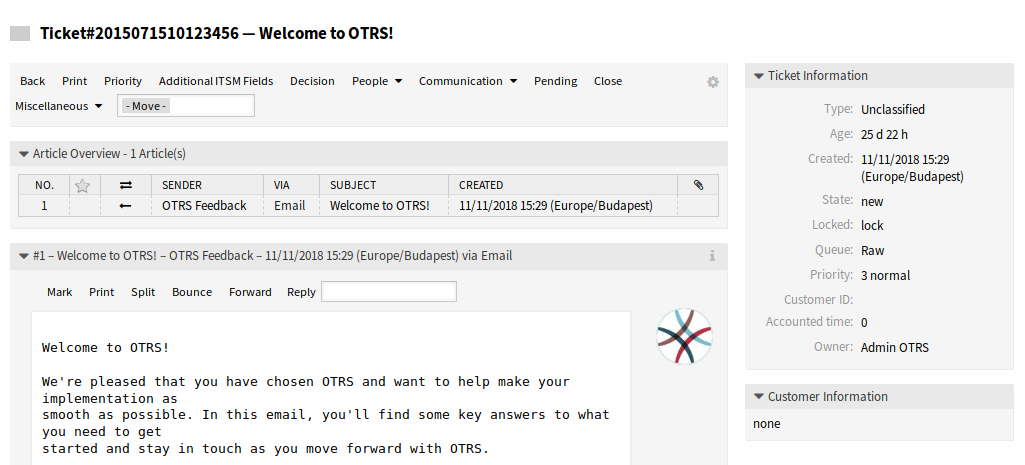 Ticket#2015071510123456 — Welcome to OTRS!
Back Print Priority Additional ITSM Fields Decision People Communication Pending Close
Miscellaneous - Move -
Article Overview - 1 Article(s)
NO. SENDER VIA SUBJECT CREATED
1 OTRS Feedback Email Welcome to OTRS! 11/11/2018 15:29 (Europe/Budapest)
#1 – Welcome to OTRS! – OTRS Feedback – 11/11/2018 15:29 (Europe/Budapest) via Email
Mark Print Split Bounce Forward Reply
Welcome to OTRS!
We're pleased that you have chosen OTRS and want to help make your
implementation as
smooth as possible. In this email, you'll find some key answers to what
you need to get
started and stay in touch as you move forward with OTRS.
Ticket Information
Type: Unclassified
Age: 25 d 22 h
Created: 11/11/2018 15:29
(Europe/Budapest)
State: new
Locked: lock
Queue: Raw
Priority: 3 normal
Customer ID:
Accounted time: 0
Owner: Admin OTRS
Customer Information
none